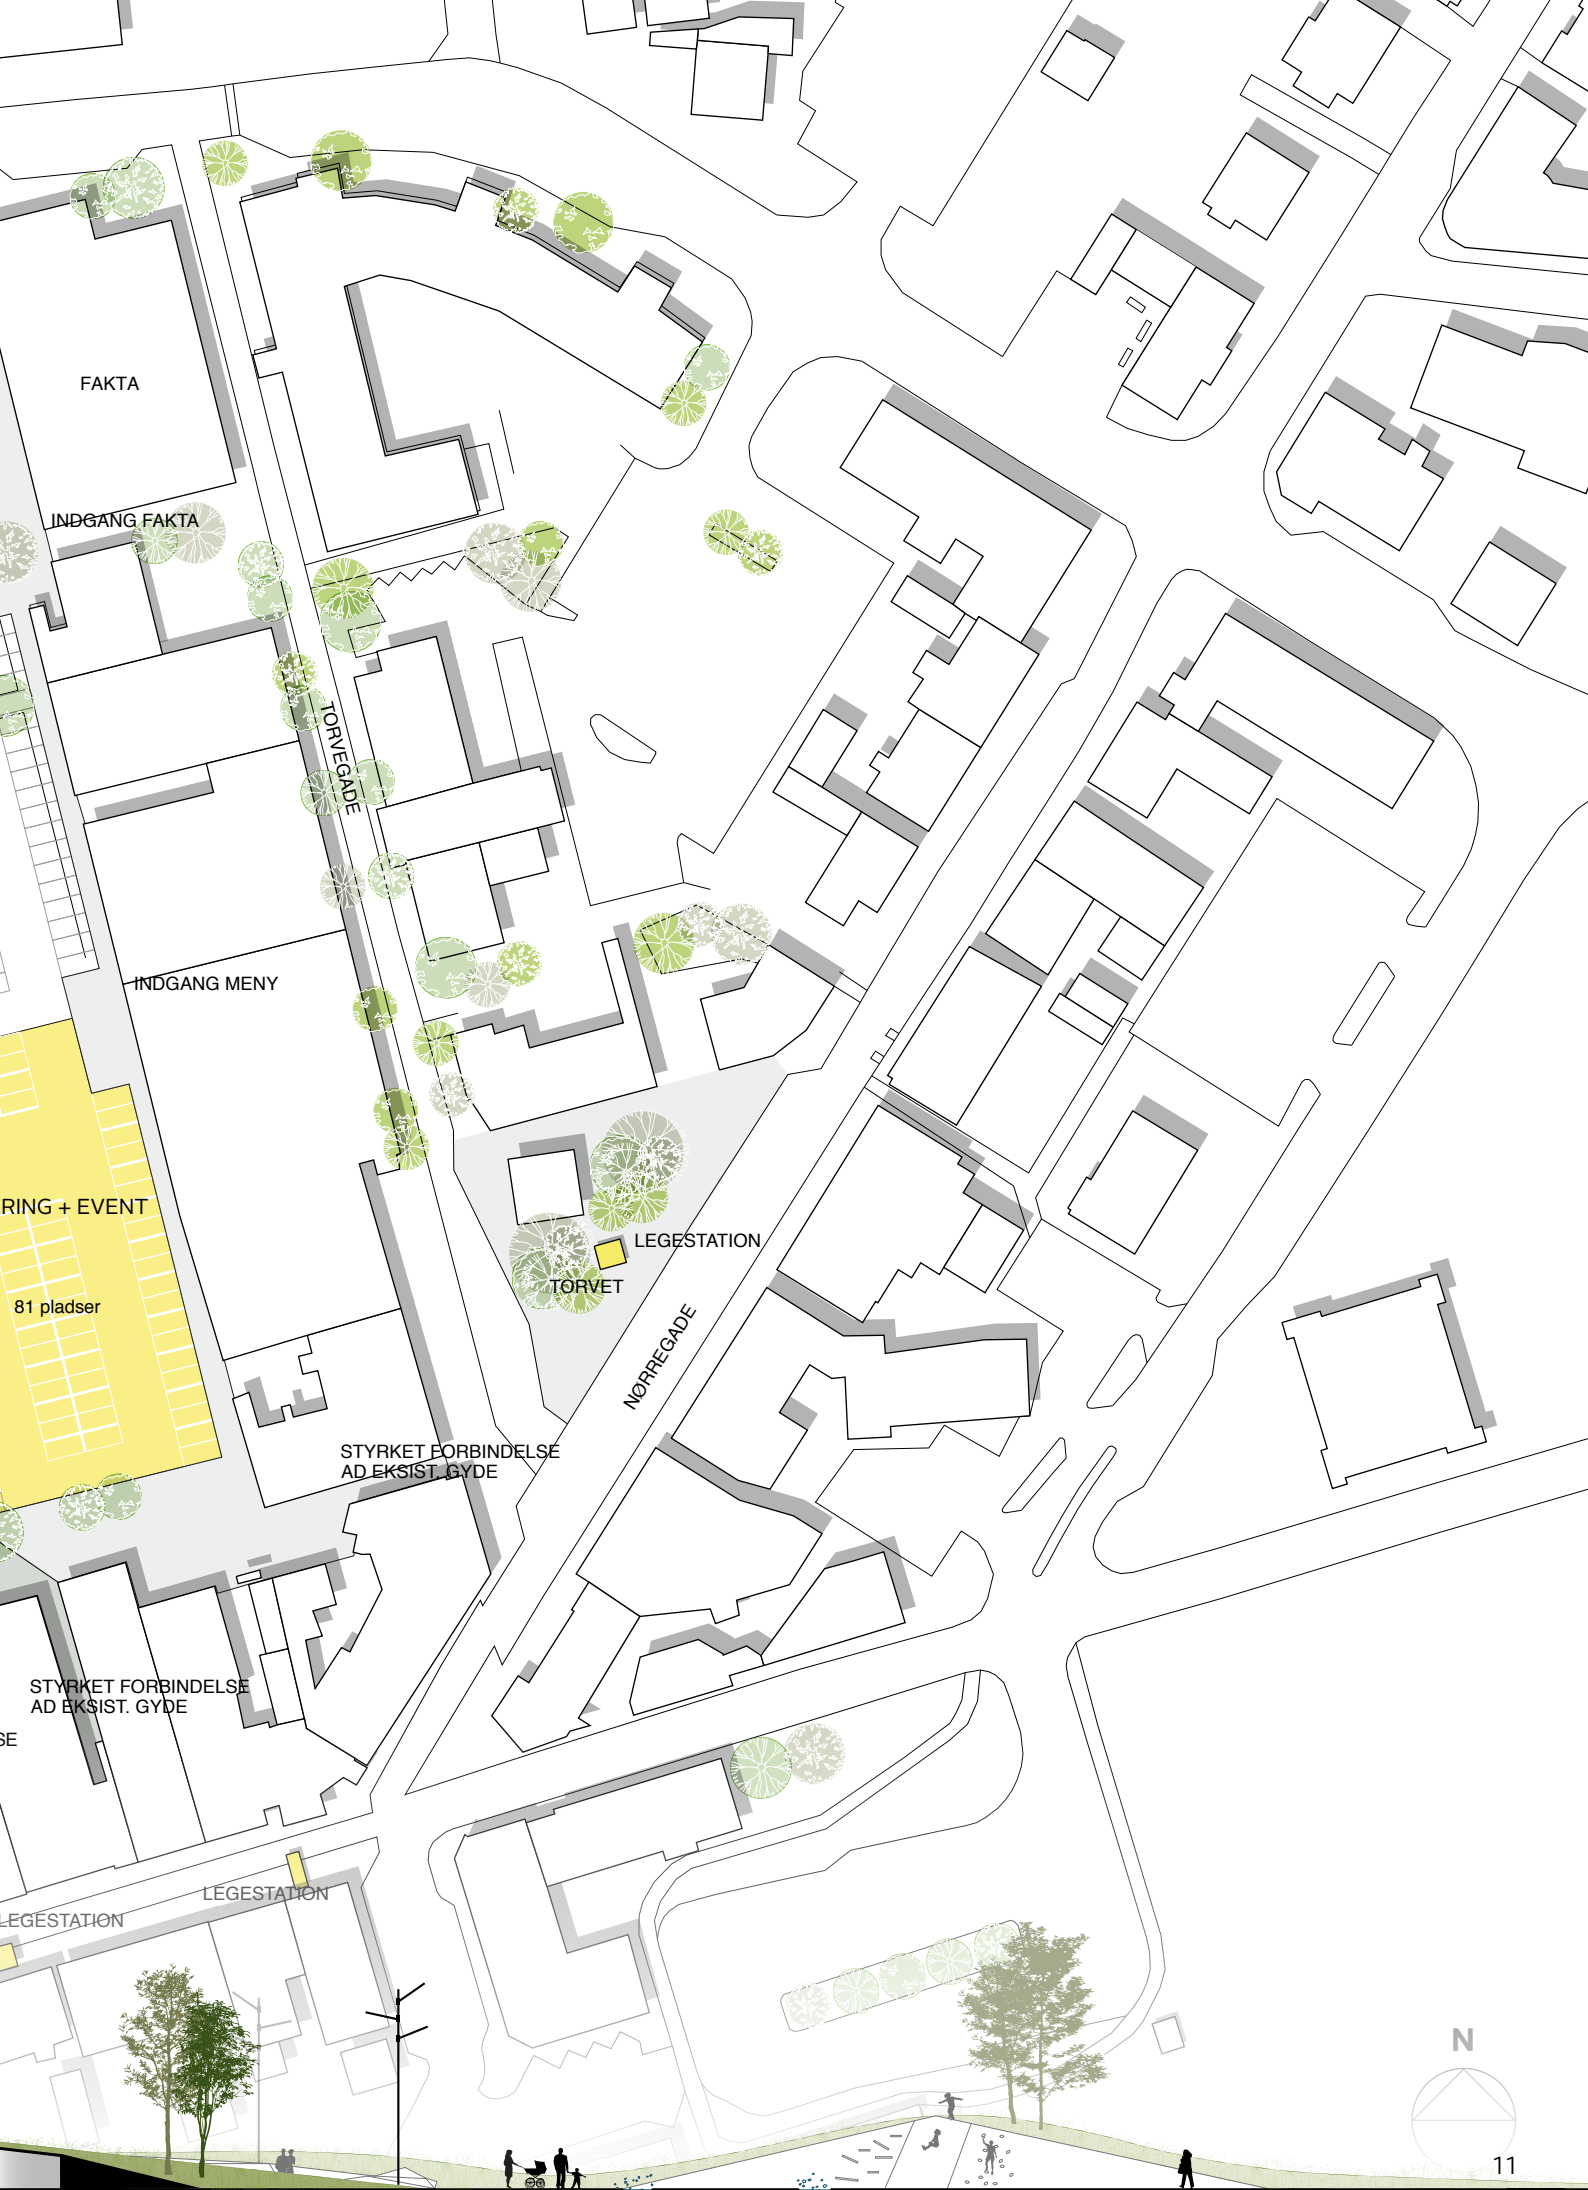 FAKTA
INDGANG FAKTA
TORVEGADE
INDGANG MENY
RING + EVENT
LEGESTATION
TORVET
81 pladser
NØRREGADE
STYRKET FORBINDELSE
AD EKSIST. GYDE
STYRKET FORBINDELSE
AD EKSIST. GYDE
SE
LEGESTATION
LEGESTATION
N
11